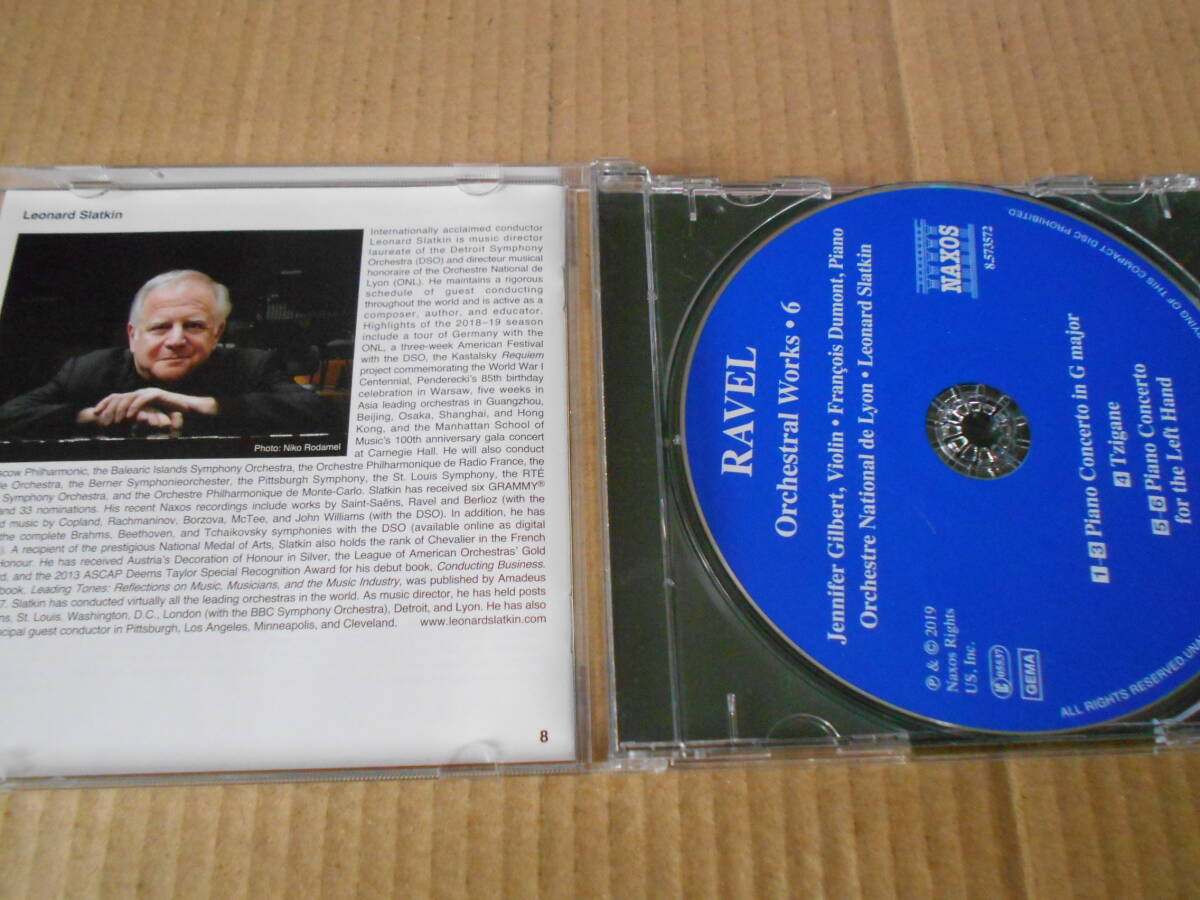 Leonard Slatkin
Internationally acclaimed conductor
Leonard Slatkin is music director
laureate of the Detroit Symphony
Orchestra (DSO) and directeur musical
honoraire of the Orchestre National de
Lyon (ONL). He maintains a rigorous
schedule of guest conducting
throughout the world and is active as a
composer, author, and educator.
Highlights of the 2018–19 season
include a tour of Germany with the
ONL, a three-week American Festival
with the DSO, the Kastalsky Requiem
project commemorating the World War I
Centennial, Penderecki's 85th birthday
celebration in Warsaw, five weeks in
Asia leading orchestras in Guangzhou,
Beijing, Osaka, Shanghai, and Hong
Kong, and the Manhattan School of
Music's 100th anniversary gala concert
at Carnegie Hall. He will also conduct
Photo: Niko Rodamel
Philharmonic, the Balearic Islands Symphony Orchestra, the Orchestre Philharmonique de Radio France, the
Orchestra, the Berner Symphonieorchester, the Pittsburgh Symphony, the St. Louis Symphony, the RTÉ
Symphony Orchestra, and the Orchestre Philharmonique de Monte-Carlo. Slatkin has received six GRAMMY®
and 33 nominations. His recent Naxos recordings include works by Saint-Saëns, Ravel and Berlioz (with the
music by Copland, Rachmaninov, Borzova, McTee, and John Williams (with the DSO). In addition, he has
the complete Brahms, Beethoven, and Tchaikovsky symphonies with the DSO (available online as digital
). A recipient of the prestigious National Medal of Arts, Slatkin also holds the rank of Chevalier in the French
Honour. He has received Austria's Decoration of Honour in Silver, the League of American Orchestras' Gold
and the 2013 ASCAP Deems Taylor Special Recognition Award for his debut book, Conducting Business.
book, Leading Tones: Reflections on Music, Musicians, and the Music Industry, was published by Amadeus
7. Slatkin has conducted virtually all the leading orchestras in the world. As music director, he has held posts
St. Louis, Washington, D.C., London (with the BBC Symphony Orchestra), Detroit, and Lyon. He has also
guest conductor in Pittsburgh, Los Angeles, Minneapolis, and Cleveland. www.leonardslatkin.com
8
NAXOS
8.573572
RAVEL
Orchestral Works • 6
Jennifer Gilbert, Violin • François Dumont, Piano
Orchestre National de Lyon • Leonard Slatkin
1 – 3 Piano Concerto in G major
4 Tzigane
5 6 Piano Concerto
for the Left Hand
℗ & © 2019
Naxos Rights
US, Inc.
LC 05537
GEMA
ALL RIGHTS RESERVED.
OF THIS COMPACT DISC PROHIBITED.